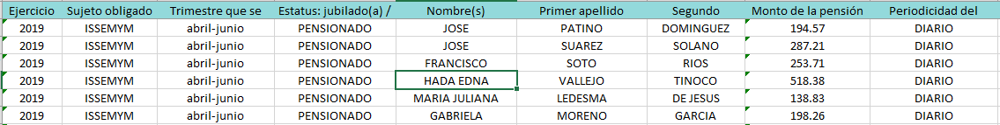 Ejercicio Sujeto obligado Trimestre que se Estatus: jubilado(a) / Nombre(s) Primer apellido Segundo Monto de la pensión Periodicidad del
2019 ISSEMYM abril-junio PENSIONADO JOSE PATINO DOMINGUEZ 194.57 DIARIO
2019 ISSEMYM abril-junio PENSIONADO JOSE SUAREZ SOLANO 287.21 DIARIO
2019 ISSEMYM abril-junio PENSIONADO FRANCISCO SOTO RIOS 253.71 DIARIO
2019 ISSEMYM abril-junio PENSIONADO HADA EDNA VALLEJO TINOCO 518.38 DIARIO
2019 ISSEMYM abril-junio PENSIONADO MARIA JULIANA LEDESMA DE JESUS 138.83 DIARIO
2019 ISSEMYM abril-junio PENSIONADO GABRIELA MORENO GARCIA 198.26 DIARIO